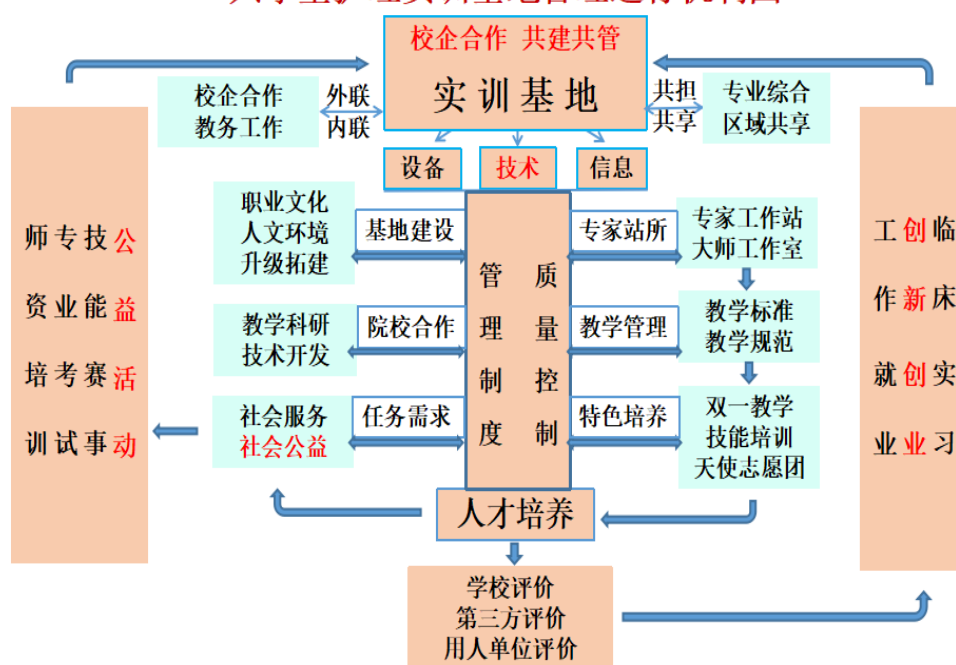 校企合作 共建共管
实训基地
校企合作
教务工作
外联
内联
共担
共享
专业综合
区域共享
设备
技术
信息
职业文化
人文环境
升级拓建
基地建设
专家站所
专家工作站
大师工作室
教学科研
技术开发
院校合作
教学管理
教学标准
教学规范
社会服务
社会公益
任务需求
特色培养
双一教学
技能培训
天使志愿团
管理制度
质量控制
师资培训
专业考试
技能赛事
公益活动
工作就业
创新创业
临床实习
人才培养
学校评价
第三方评价
用人单位评价